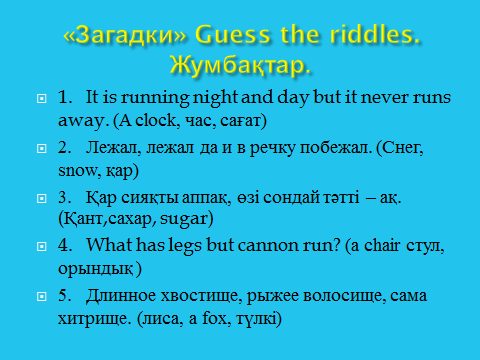 «Загадки» Guess the riddles.
Жумбақтар.
1. It is running night and day but it never runs
away. (A clock, час, сағат)
2. Лежал, лежал да и в речку побежал. (Снег,
snow, қар)
3. Қар сияқты аппақ, өзі сондай тәтті – ақ.
(Қант,сахар, sugar)
4. What has legs but cannon run? (a chair стул,
орындық )
5. Длинное хвостище, рыжее волосище, сама
хитрище. (лиса, a fox, түлкі)